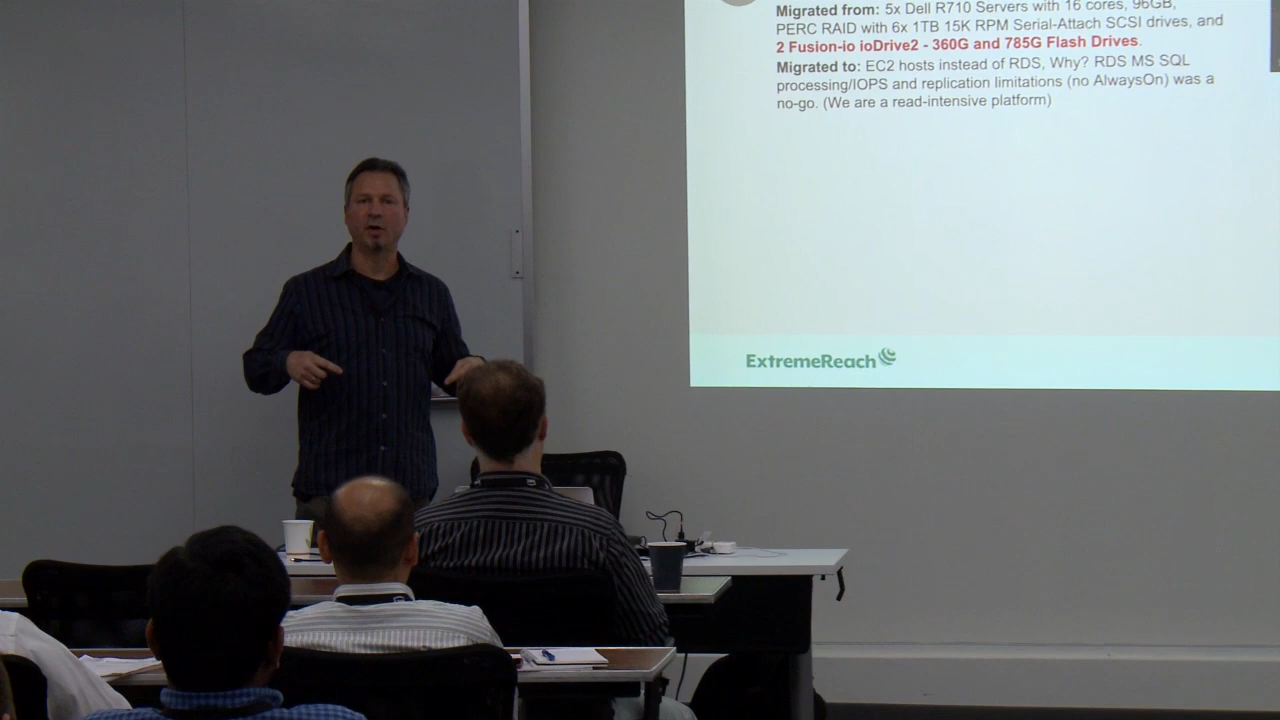 Migrated from: 5x Dell R710 Servers with 16 cores, 96GB,
PERC RAID with 6x 1TB 15K RPM Serial-Attach SCSI drives, and
2 Fusion-io ioDrive2 - 360G and 785G Flash Drives.
Migrated to: EC2 hosts instead of RDS, Why? RDS MS SQL
processing/IOPS and replication limitations (no AlwaysOn) was a
no-go. (We are a read-intensive platform)
ExtremeReach